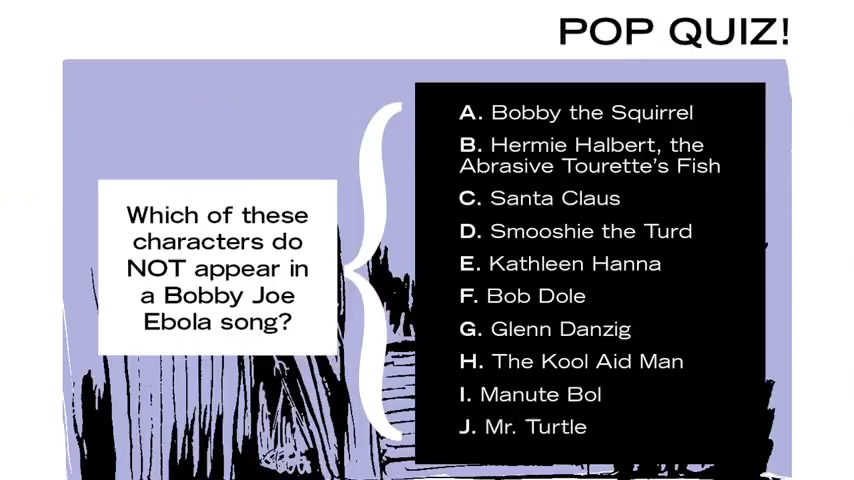 POP QUIZ!
Which of these
characters do
NOT appear in
a Bobby Joe
Ebola song?
A. Bobby the Squirrel
B. Hermie Halbert, the
Abrasive Tourette's Fish
C. Santa Claus
D. Smooshie the Turd
E. Kathleen Hanna
F. Bob Dole
G. Glenn Danzig
H. The Kool Aid Man
I. Manute Bol
J. Mr. Turtle